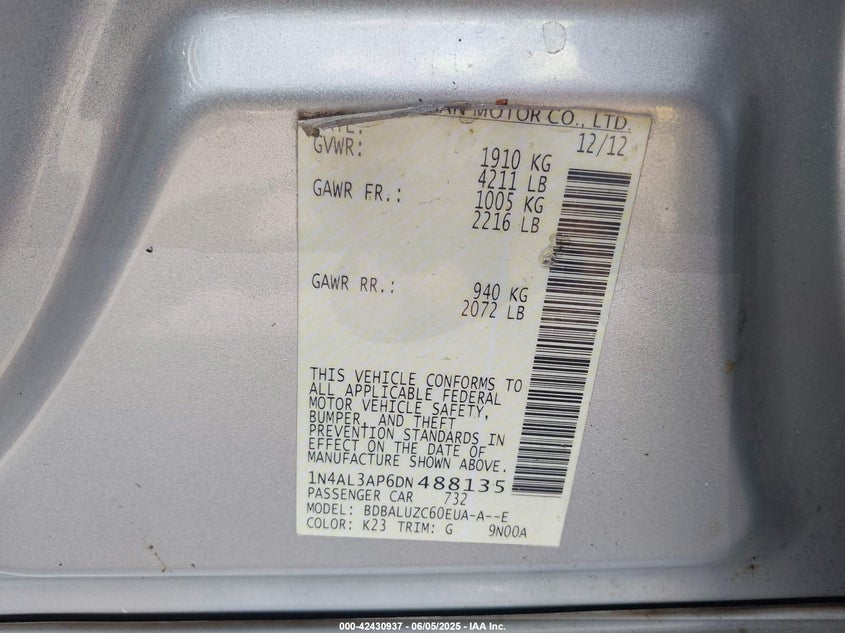 MOTOR CO., LTD.
12/12
GVWR: 1910 KG
4211 LB
GAWR FR.: 1005 KG
2216 LB
GAWR RR.: 940 KG
2072 LB
THIS VEHICLE CONFORMS TO
ALL APPLICABLE FEDERAL
MOTOR VEHICLE SAFETY,
BUMPER, AND THEFT
PREVENTION STANDARDS IN
EFFECT ON THE DATE OF
MANUFACTURE SHOWN ABOVE.
1N4AL3AP6DN488135
PASSENGER CAR 732
MODEL: BDBALUZC60EUA-A--E
COLOR: K23 TRIM: G 9N00A
000-42430937 - 06/05/2025 - IAA Inc.